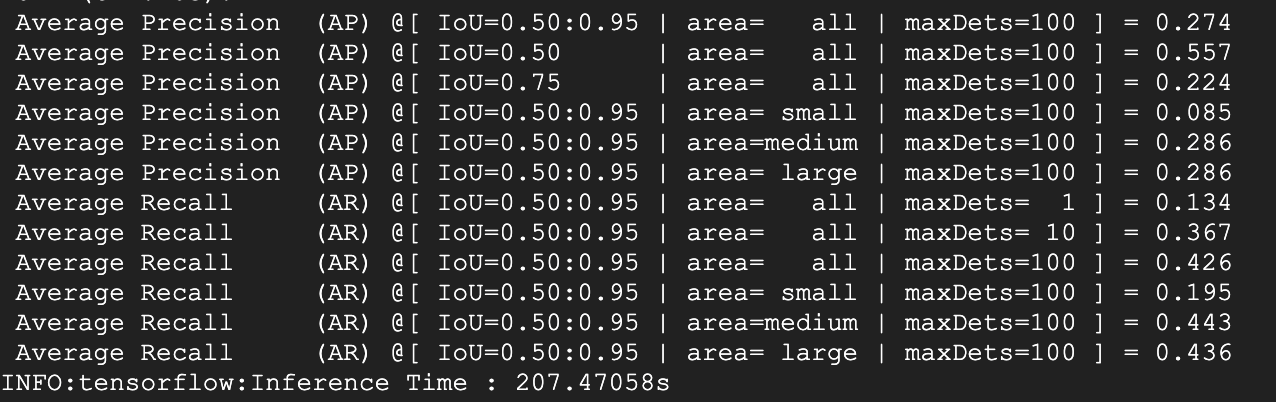 Average Precision  (AP) @[ IoU=0.50:0.95 | area=   all | maxDets=100 ] = 0.274
Average Precision  (AP) @[ IoU=0.50      | area=   all | maxDets=100 ] = 0.557
Average Precision  (AP) @[ IoU=0.75      | area=   all | maxDets=100 ] = 0.224
Average Precision  (AP) @[ IoU=0.50:0.95 | area= small | maxDets=100 ] = 0.085
Average Precision  (AP) @[ IoU=0.50:0.95 | area=medium | maxDets=100 ] = 0.286
Average Precision  (AP) @[ IoU=0.50:0.95 | area= large | maxDets=100 ] = 0.286
Average Recall     (AR) @[ IoU=0.50:0.95 | area=   all | maxDets=  1 ] = 0.134
Average Recall     (AR) @[ IoU=0.50:0.95 | area=   all | maxDets= 10 ] = 0.367
Average Recall     (AR) @[ IoU=0.50:0.95 | area=   all | maxDets=100 ] = 0.426
Average Recall     (AR) @[ IoU=0.50:0.95 | area= small | maxDets=100 ] = 0.195
Average Recall     (AR) @[ IoU=0.50:0.95 | area=medium | maxDets=100 ] = 0.443
Average Recall     (AR) @[ IoU=0.50:0.95 | area= large | maxDets=100 ] = 0.436
INFO:tensorflow:Inference Time : 207.47058s